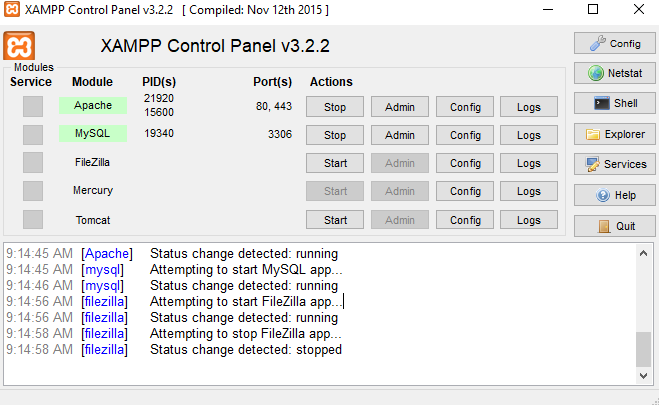 XAMPP Control Panel v3.2.2 [ Compiled: Nov 12th 2015 ]
XAMPP Control Panel v3.2.2
Config
Modules
Service Module PID(s) Port(s) Actions
Netstat
Apache 21920 15600 80, 443 Stop Admin Config Logs
Shell
MySQL 19340 3306 Stop Admin Config Logs
Explorer
FileZilla Start Admin Config Logs
Services
Mercury Start Admin Config Logs
Help
Tomcat Start Admin Config Logs
Quit
9:14:45 AM [Apache] Status change detected: running
9:14:45 AM [mysql] Attempting to start MySQL app...
9:14:46 AM [mysql] Status change detected: running
9:14:56 AM [filezilla] Attempting to start FileZilla app...
9:14:56 AM [filezilla] Status change detected: running
9:14:58 AM [filezilla] Attempting to stop FileZilla app...
9:14:58 AM [filezilla] Status change detected: stopped